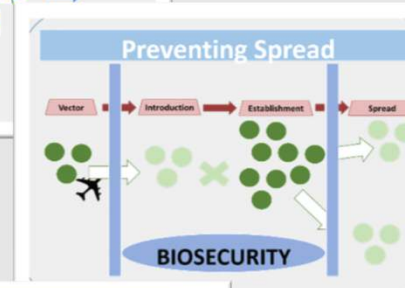 Preventing Spread
Vector Introduction Establishment Spread
BIOSECURITY